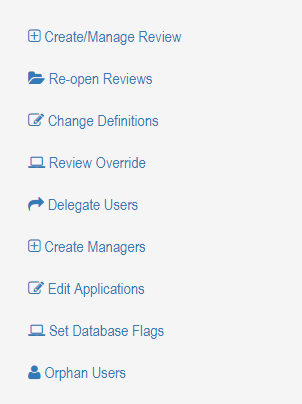 Create/Manage Review
Re-open Reviews
Change Definitions
Review Override
Delegate Users
Create Managers
Edit Applications
Set Database Flags
Orphan Users